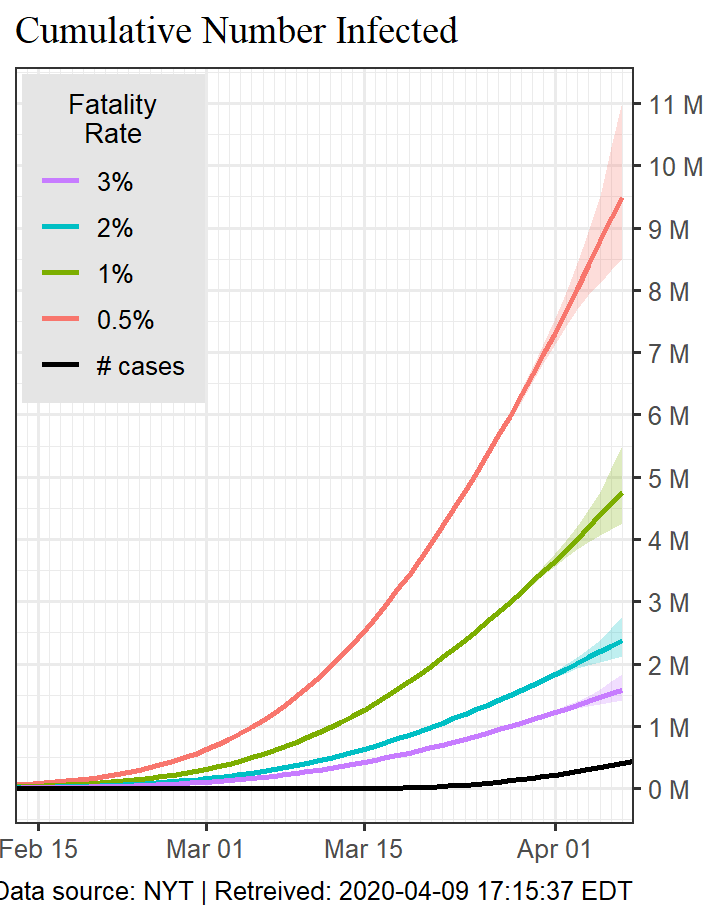 Cumulative Number Infected
Fatality
Rate
3%
2%
1%
0.5%
# cases
11 M
10 M
9 M
8 M
7 M
6 M
5 M
4 M
3 M
2 M
1 M
0 M
Feb 15 Mar 01 Mar 15 Apr 01
Data source: NYT | Retreived: 2020-04-09 17:15:37 EDT